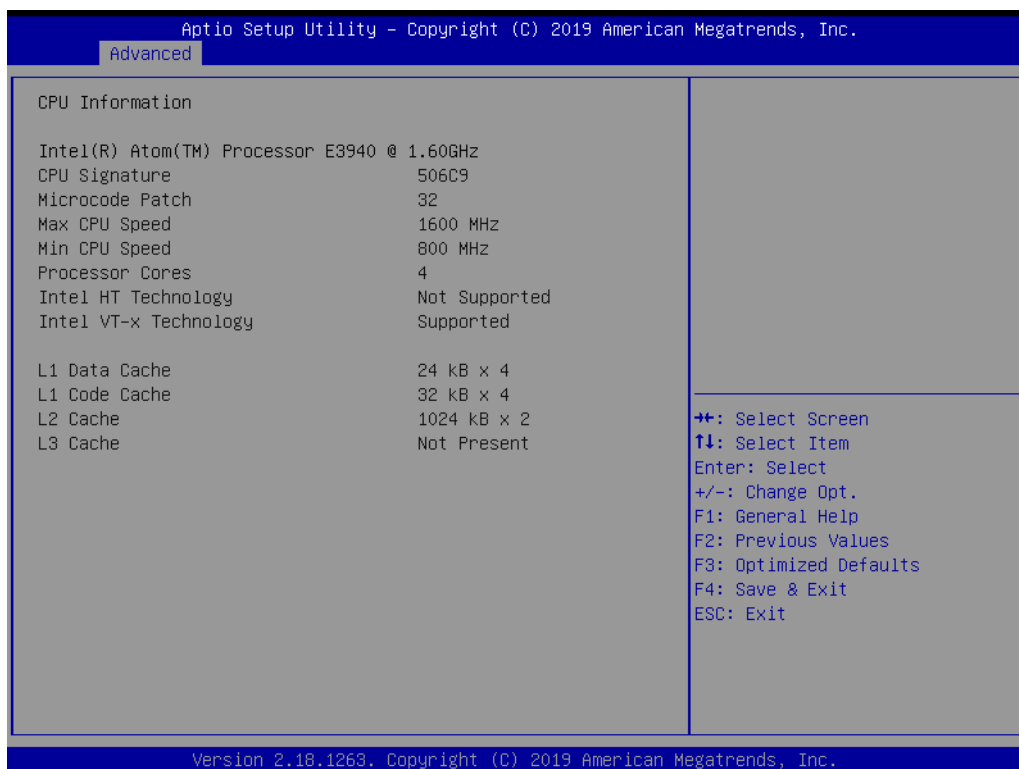 Aptio Setup Utility – Copyright (C) 2019 American Megatrends, Inc.
Advanced
CPU Information
Intel(R) Atom(TM) Processor E3940 @ 1.60GHz
CPU Signature 506C9
Microcode Patch 32
Max CPU Speed 1600 MHz
Min CPU Speed 800 MHz
Processor Cores 4
Intel HT Technology Not Supported
Intel VT-x Technology Supported
L1 Data Cache 24 kB x 4
L1 Code Cache 32 kB x 4
L2 Cache 1024 kB x 2
L3 Cache Not Present
→←: Select Screen
↑↓: Select Item
Enter: Select
+/-: Change Opt.
F1: General Help
F2: Previous Values
F3: Optimized Defaults
F4: Save & Exit
ESC: Exit
Version 2.18.1263. Copyright (C) 2019 American Megatrends, Inc.